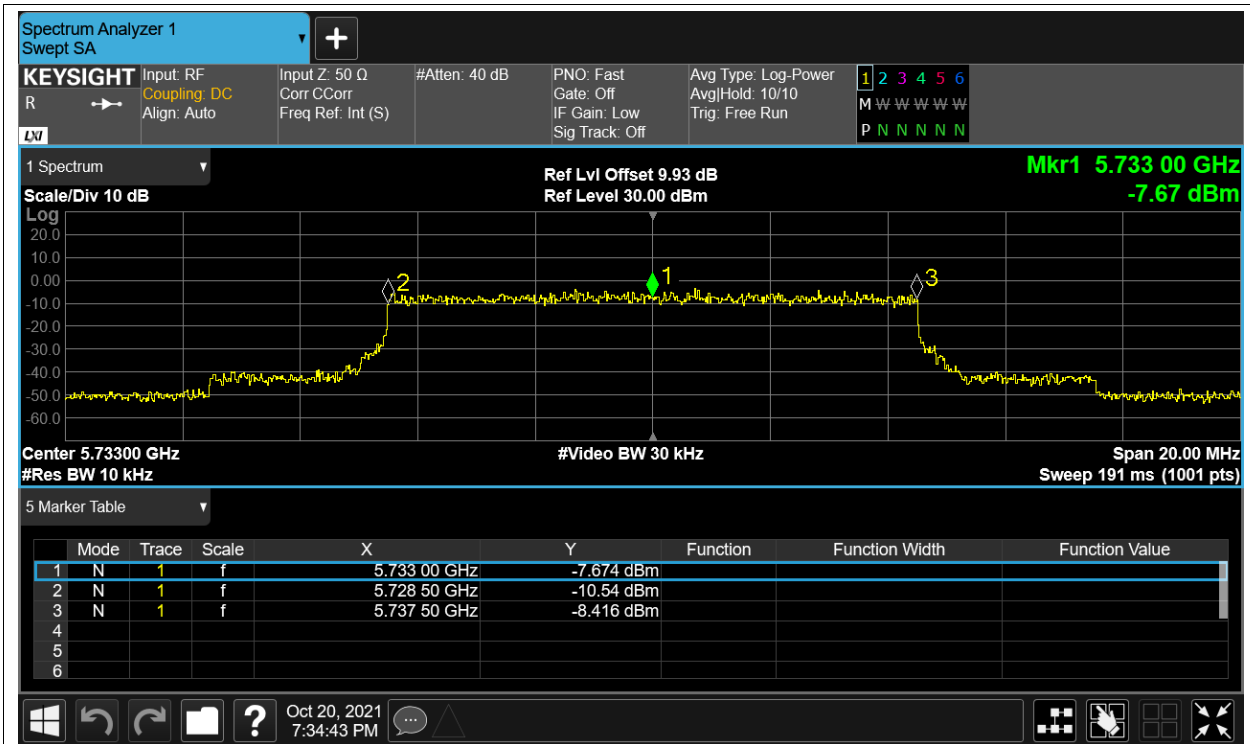 Spectrum Analyzer 1
Swept SA
KEYSIGHT
R
LXI
Input: RF
Coupling: DC
Align: Auto
Input Z: 50 Ω
Corr CCorr
Freq Ref: Int (S)
#Atten: 40 dB
PNO: Fast
Gate: Off
IF Gain: Low
Sig Track: Off
Avg Type: Log-Power
Avg|Hold: 10/10
Trig: Free Run
1 2 3 4 5 6
M W W W W W
P N N N N N
1 Spectrum
Scale/Div 10 dB
Ref Lvl Offset 9.93 dB
Ref Level 30.00 dBm
Mkr1 5.733 00 GHz
-7.67 dBm
Log
20.0
10.0
0.00
-10.0
-20.0
-30.0
-40.0
-50.0
-60.0
2
1
3
Center 5.73300 GHz
#Video BW 30 kHz
Span 20.00 MHz
#Res BW 10 kHz
Sweep 191 ms (1001 pts)
5 Marker Table
Mode Trace Scale X Y Function Function Width Function Value
1 N 1 f 5.733 00 GHz -7.674 dBm
2 N 1 f 5.728 50 GHz -10.54 dBm
3 N 1 f 5.737 50 GHz -8.416 dBm
4
5
6
?
Oct 20, 2021
7:34:43 PM